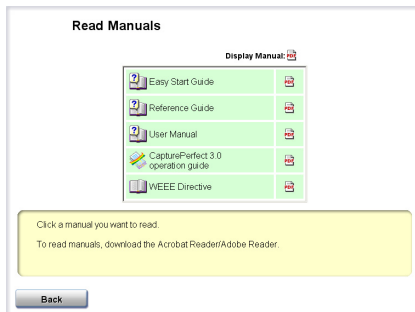 Read Manuals
Display Manual: PDF
Easy Start Guide PDF
Reference Guide PDF
User Manual PDF
CapturePerfect 3.0
operation guide PDF
WEEE Directive PDF
Click a manual you want to read.
To read manuals, download the Acrobat Reader/Adobe Reader.
Back